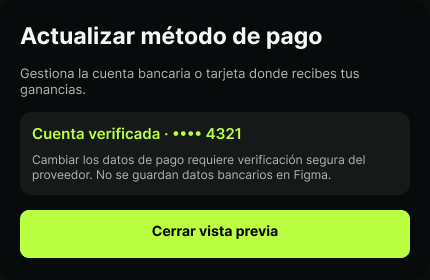 Actualizar método de pago
Gestiona la cuenta bancaria o tarjeta donde recibes tus
ganancias.
Cuenta verificada · •••• 4321
Cambiar los datos de pago requiere verificación segura del
proveedor. No se guardan datos bancarios en Figma.
Cerrar vista previa